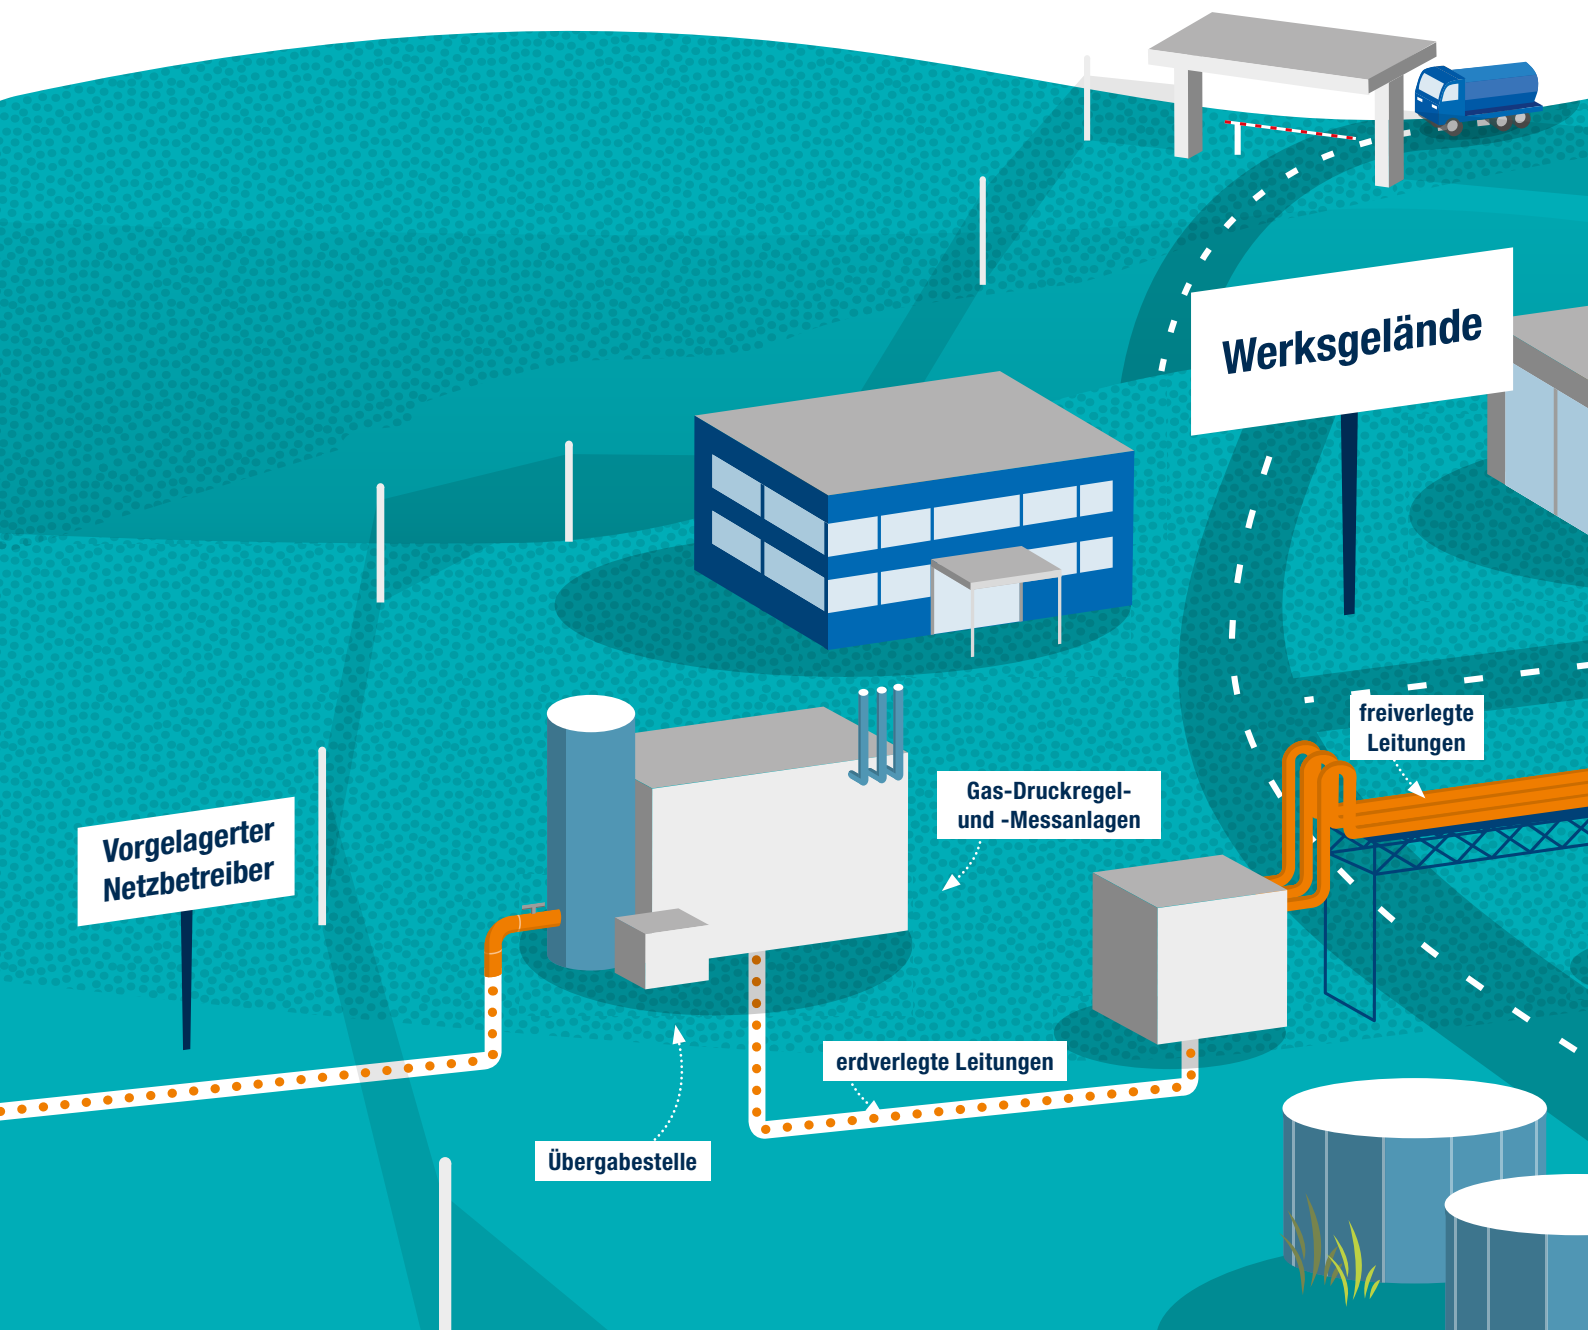 Werksgelände
freiverlegte
Leitungen
Gas-Druckregel-
und -Messanlagen
Vorgelagerter
Netzbetreiber
erdverlegte Leitungen
Übergabestelle